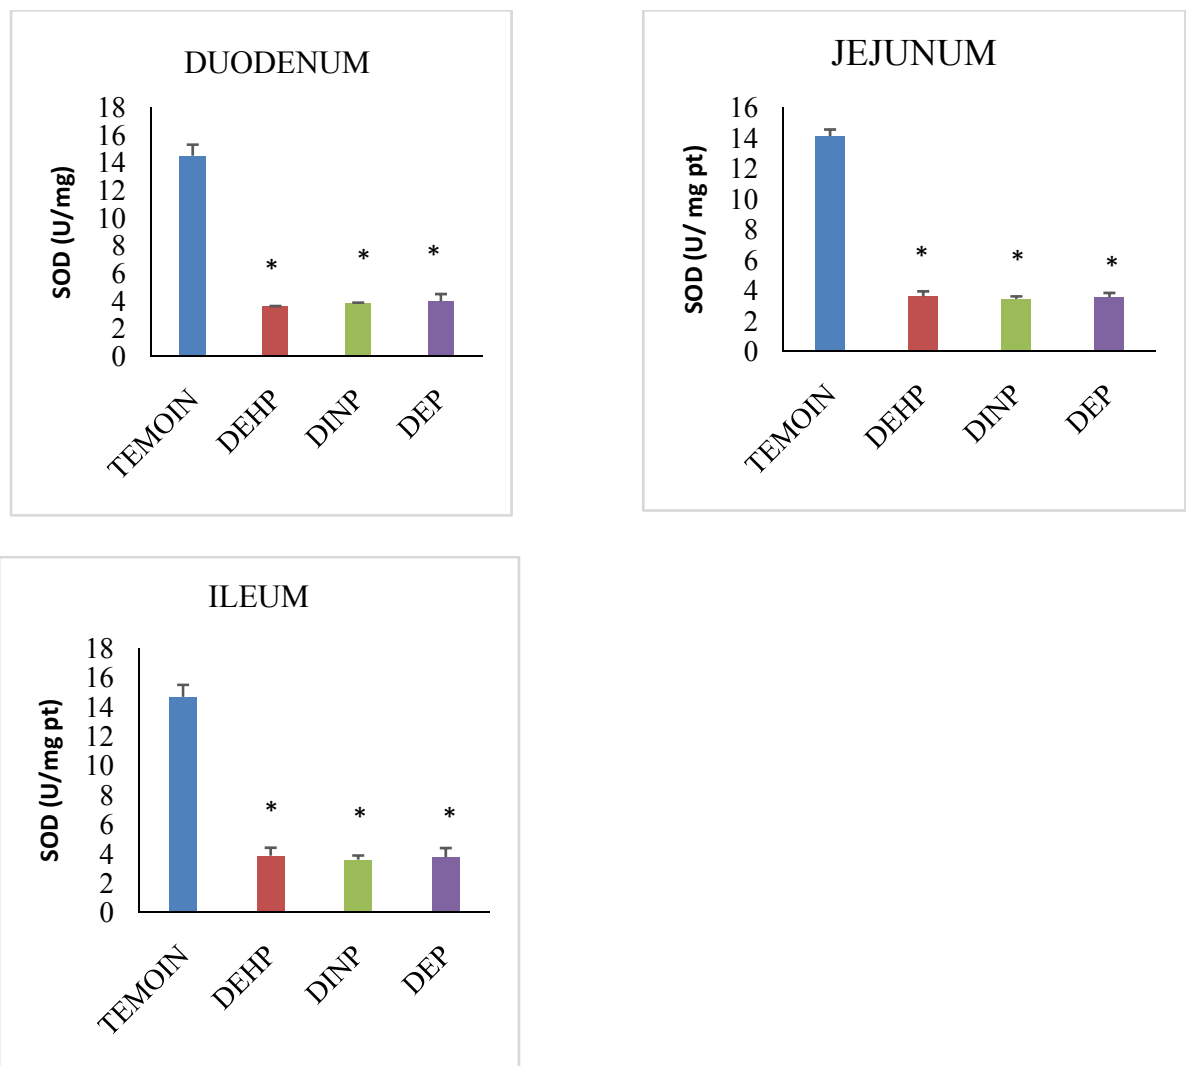 DUODENUM
SOD (U/mg)
18
16
14
12
10
8
6
4
2
0
* * *
TEMOIN DEHP DINP DEP
JEJUNUM
SOD (U/ mg pt)
16
14
12
10
8
6
4
2
0
* * *
TEMOIN DEHP DINP DEP
ILEUM
SOD (U/mg pt)
18
16
14
12
10
8
6
4
2
0
* * *
TEMOIN DEHP DINP DEP